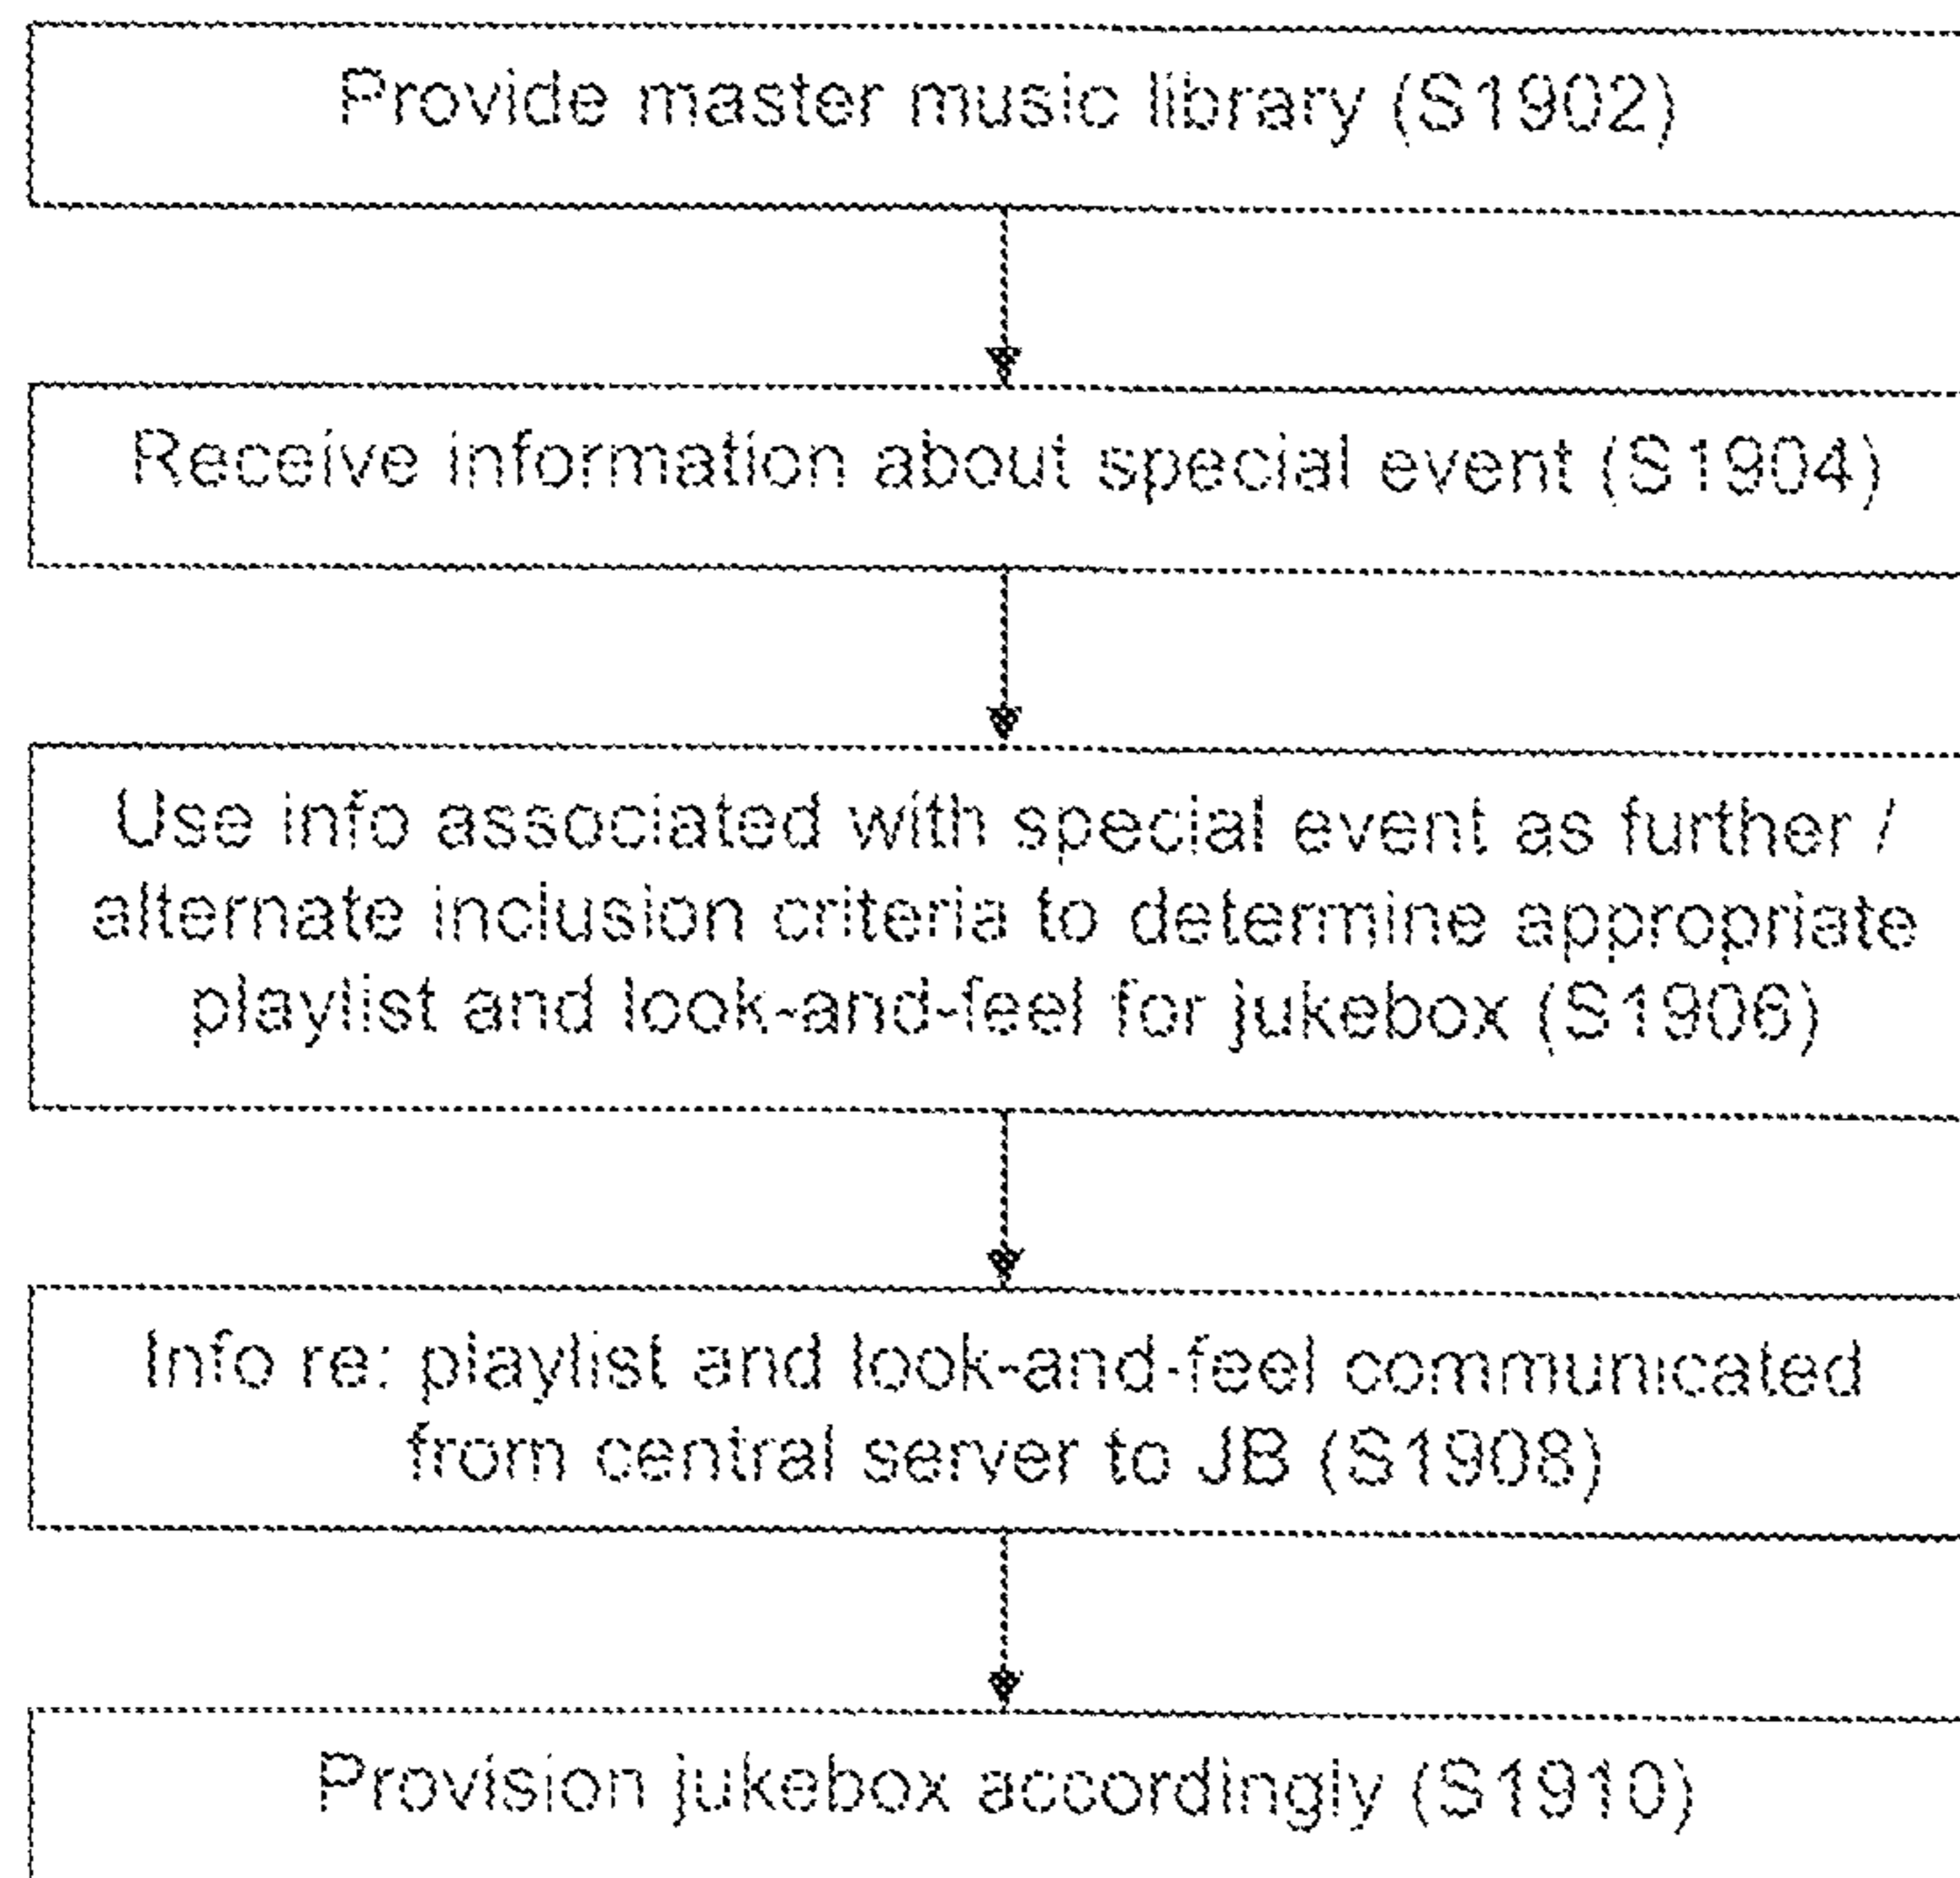 Provide master music library (S1902)
Receive information about special event (S1904)
Use info associated with special event as further /
alternate inclusion criteria to determine appropriate
playlist and look-and-feel for jukebox (S1906)
Info re: playlist and look-and-feel communicated
from central server to JB (S1908)
Provision jukebox accordingly (S1910)